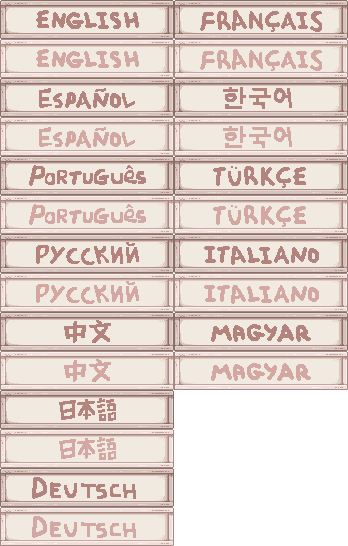 ENGLISH FRANÇAIS
ENGLISH FRANÇAIS
ESPAÑOL 한국어
ESPAÑOL 한국어
PORTUGUêS TÜRKÇE
PORTUGUêS TÜRKÇE
РУССКИЙ ITALIANO
РУССКИЙ ITALIANO
中文 MAGYAR
中文 MAGYAR
日本語
日本語
DEUTSCH
DEUTSCH